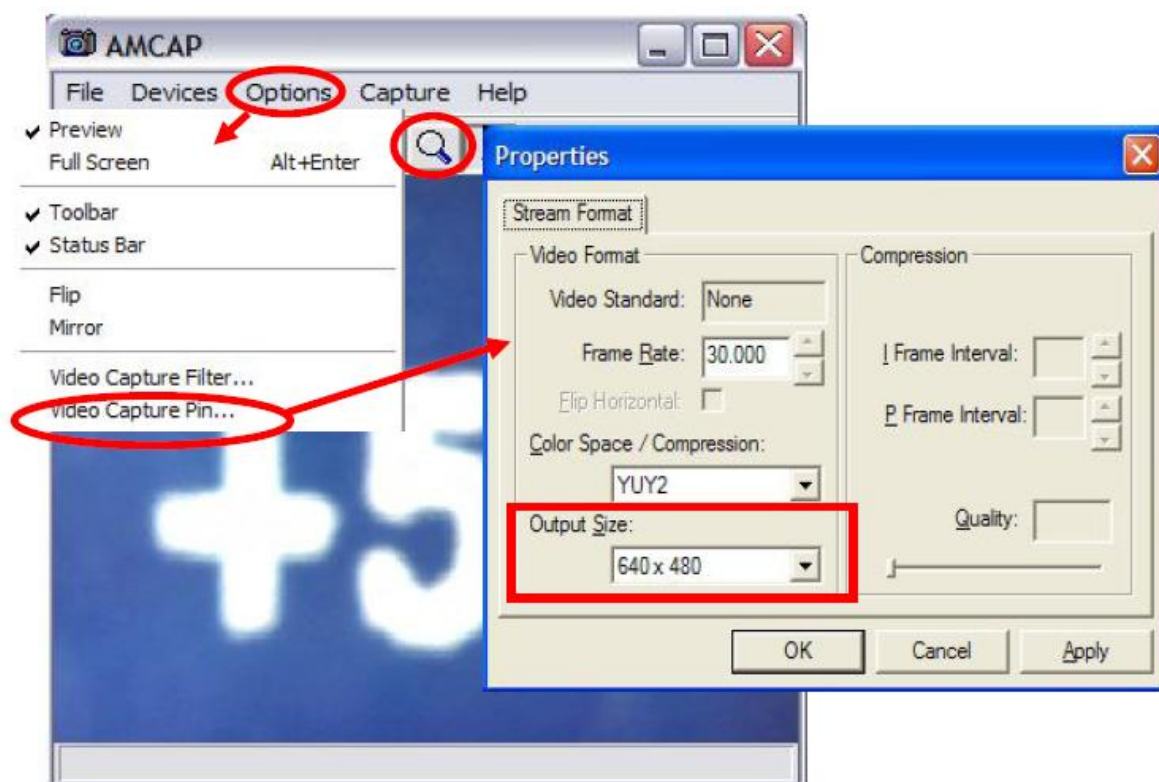 AMCAP
File Devices Options Capture Help
Preview
Full Screen Alt+Enter
Toolbar
Status Bar
Flip
Mirror
Video Capture Filter...
Video Capture Pin...
+5
Properties
Stream Format
Video Format
Video Standard: None
Frame Rate: 30.000
Flip Horizontal:
Color Space / Compression:
YUY2
Output Size:
640 x 480
Compression
I Frame Interval:
P Frame Interval:
Quality:
OK Cancel Apply